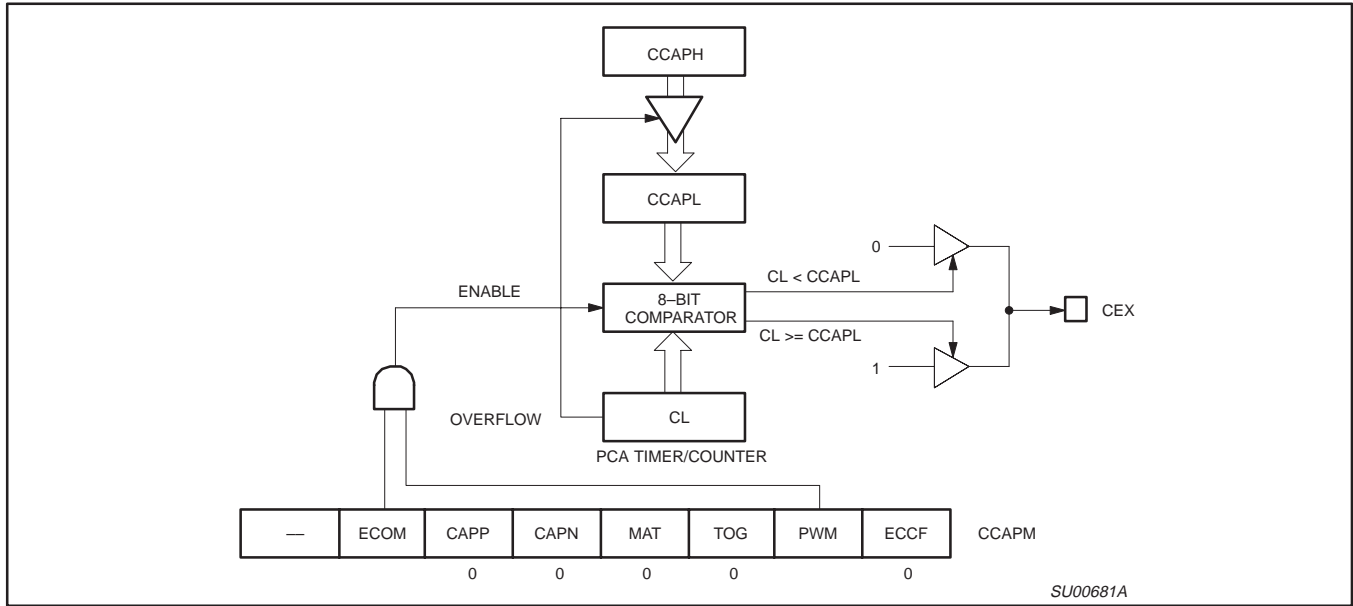 CCAPH
CCAPL
0
CL < CCAPL
ENABLE
8–BIT
COMPARATOR
CEX
CL >= CCAPL
1
OVERFLOW
CL
PCA TIMER/COUNTER
— ECOM CAPP CAPN MAT TOG PWM ECCF CCAPM
0 0 0 0 0
SU00681A